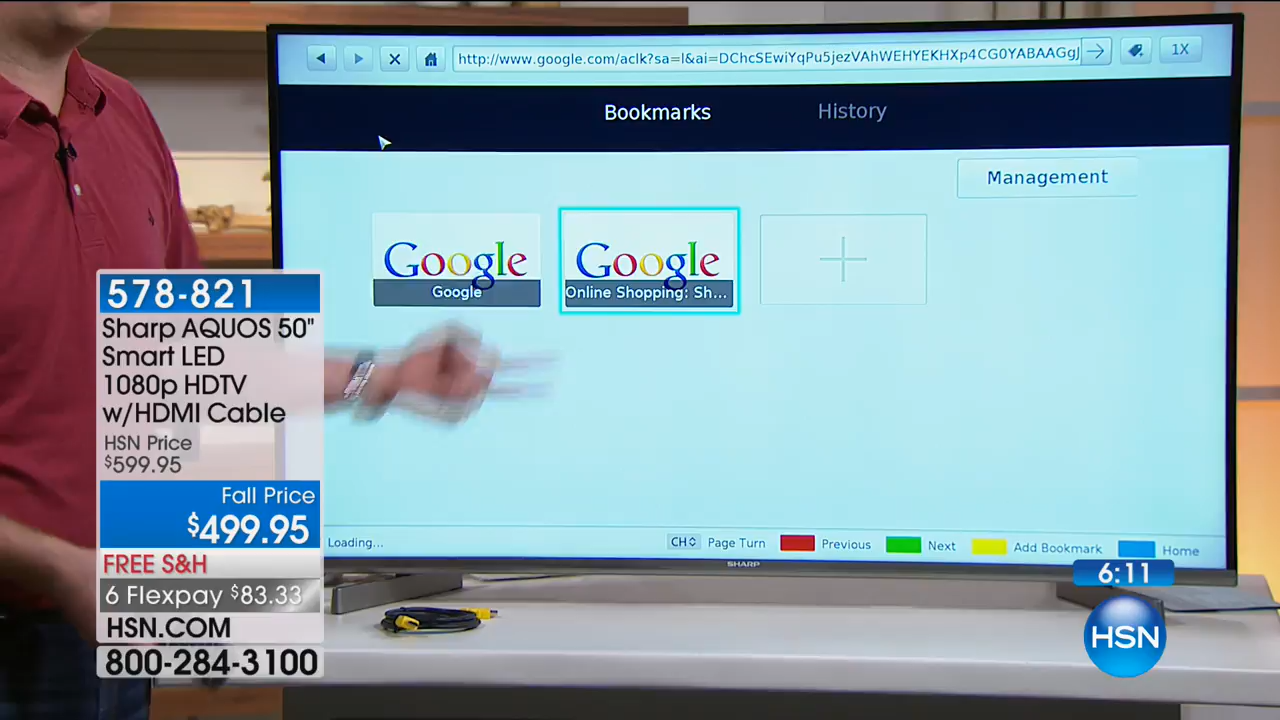 http://www.google.com/aclk?sa=l&ai=DChcSEwiYqPu5jezVAhWEHYEKHXp4CG0YABAAGgJ
1X
Bookmarks
History
Management
Google
Google
Google
Online Shopping: Sh...
Loading...
CH
Page Turn
Previous
Next
Add Bookmark
Home
SHARP
578-821
Sharp AQUOS 50"
Smart LED
1080p HDTV
w/HDMI Cable
HSN Price
$599.95
Fall Price
$499.95
FREE S&H
6 Flexpay $83.33
HSN.COM
800-284-3100
6:11
HSN